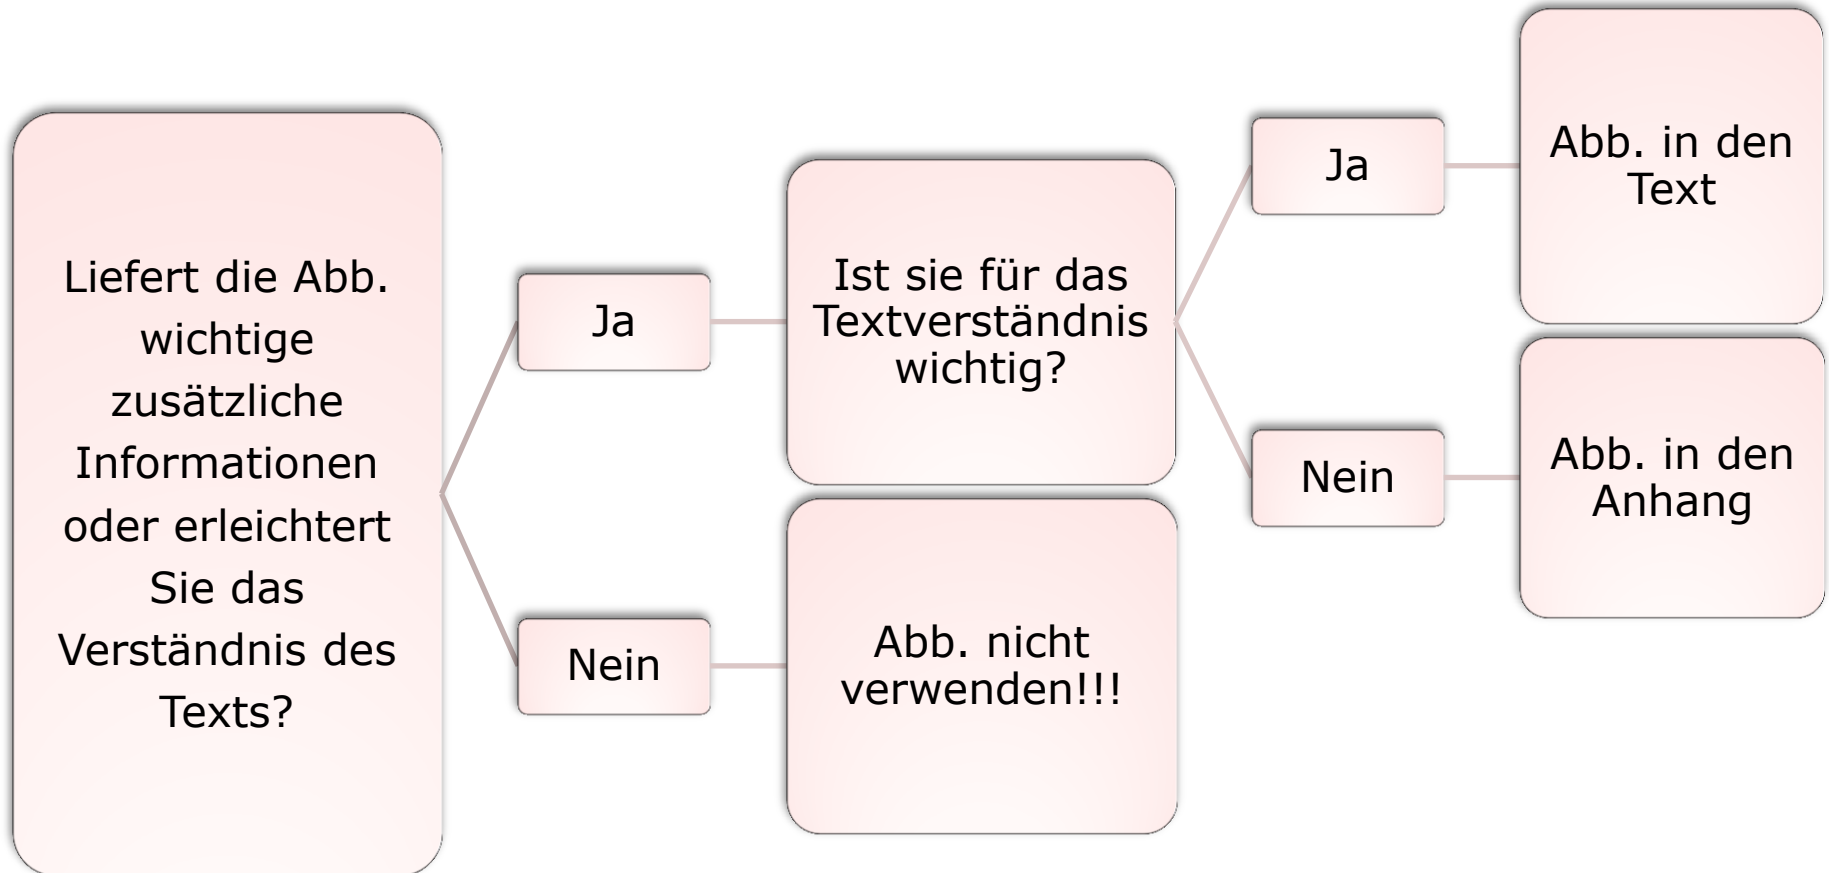 Liefert die Abb.
wichtige
zusätzliche
Informationen
oder erleichtert
Sie das
Verständnis des
Texts?
Ja
Ist sie für das
Textverständnis
wichtig?
Ja
Abb. in den
Text
Nein
Abb. in den
Anhang
Nein
Abb. nicht
verwenden!!!